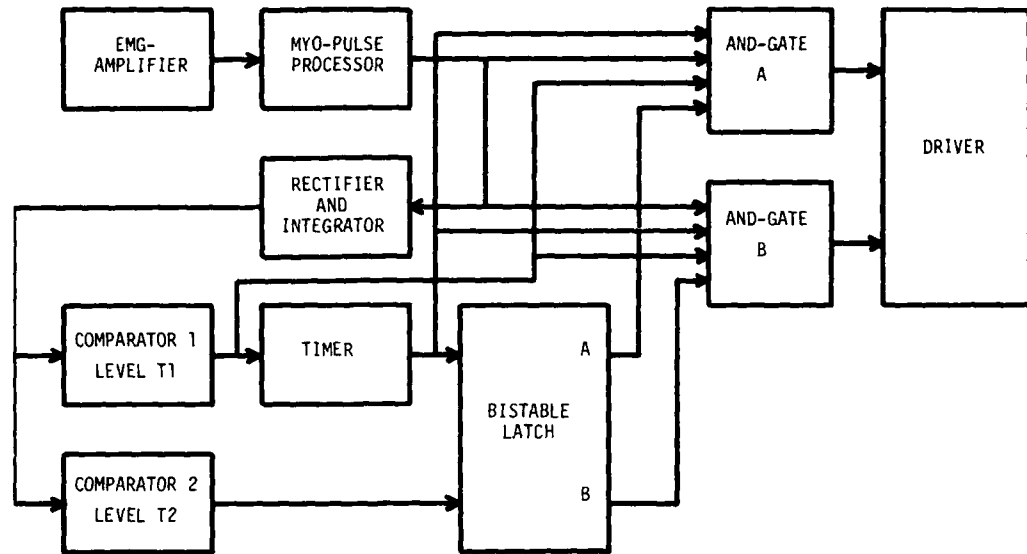 EMG-
AMPLIFIER
MYO-PULSE
PROCESSOR
AND-GATE
A
DRIVER
RECTIFIER
AND
INTEGRATOR
AND-GATE
B
COMPARATOR 1
LEVEL T1
TIMER
BISTABLE
LATCH
A
B
COMPARATOR 2
LEVEL T2